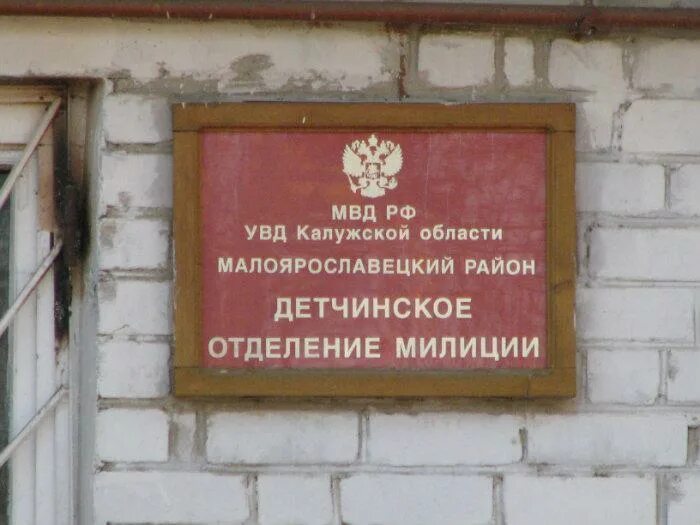 МВД РФ
УВД Калужской области
МАЛОЯРОСЛАВЕЦКИЙ РАЙОН
ДЕТЧИНСКОЕ
ОТДЕЛЕНИЕ МИЛИЦИИ